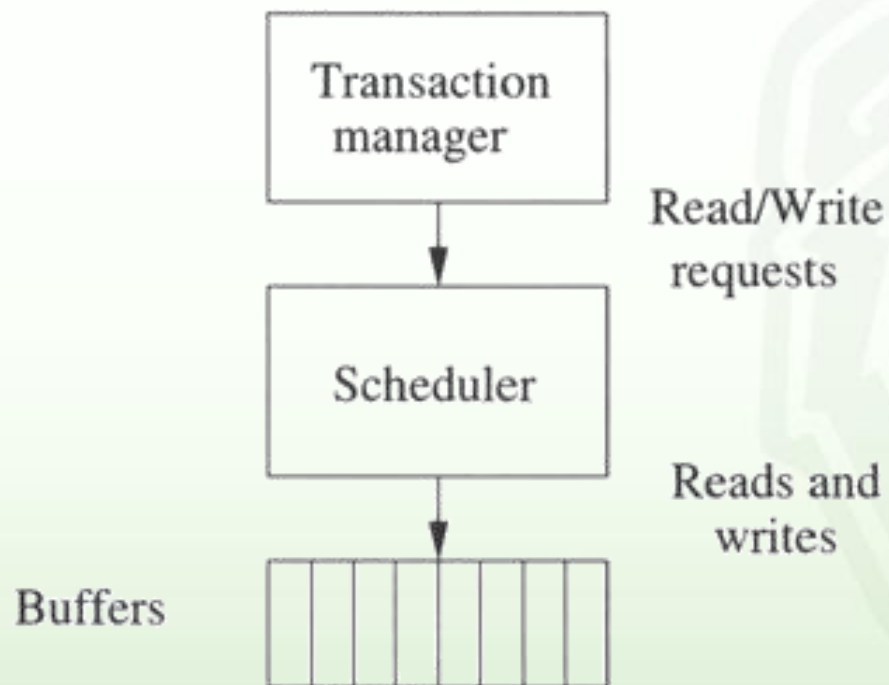 Transaction
manager
Read/Write
requests
Scheduler
Reads and
writes
Buffers